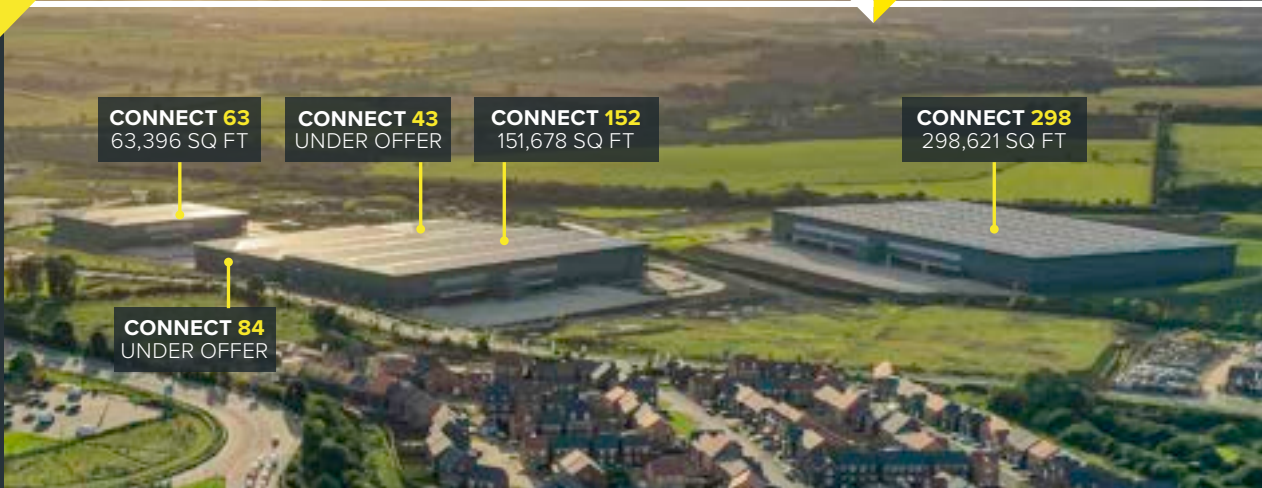 CONNECT 63
63,396 SQ FT
CONNECT 43
UNDER OFFER
CONNECT 152
151,678 SQ FT
CONNECT 298
298,621 SQ FT
CONNECT 84
UNDER OFFER